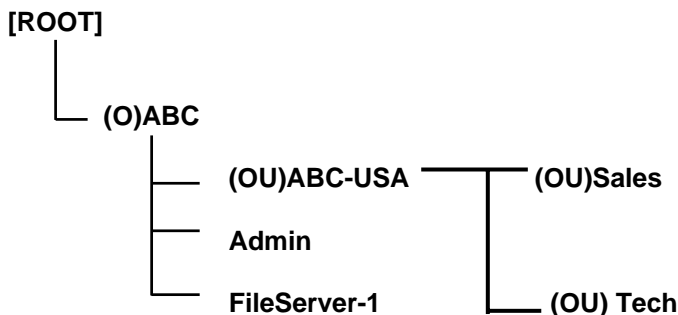 [ROOT]
(O)ABC
(OU)ABC-USA (OU)Sales
Admin
FileServer-1 (OU) Tech